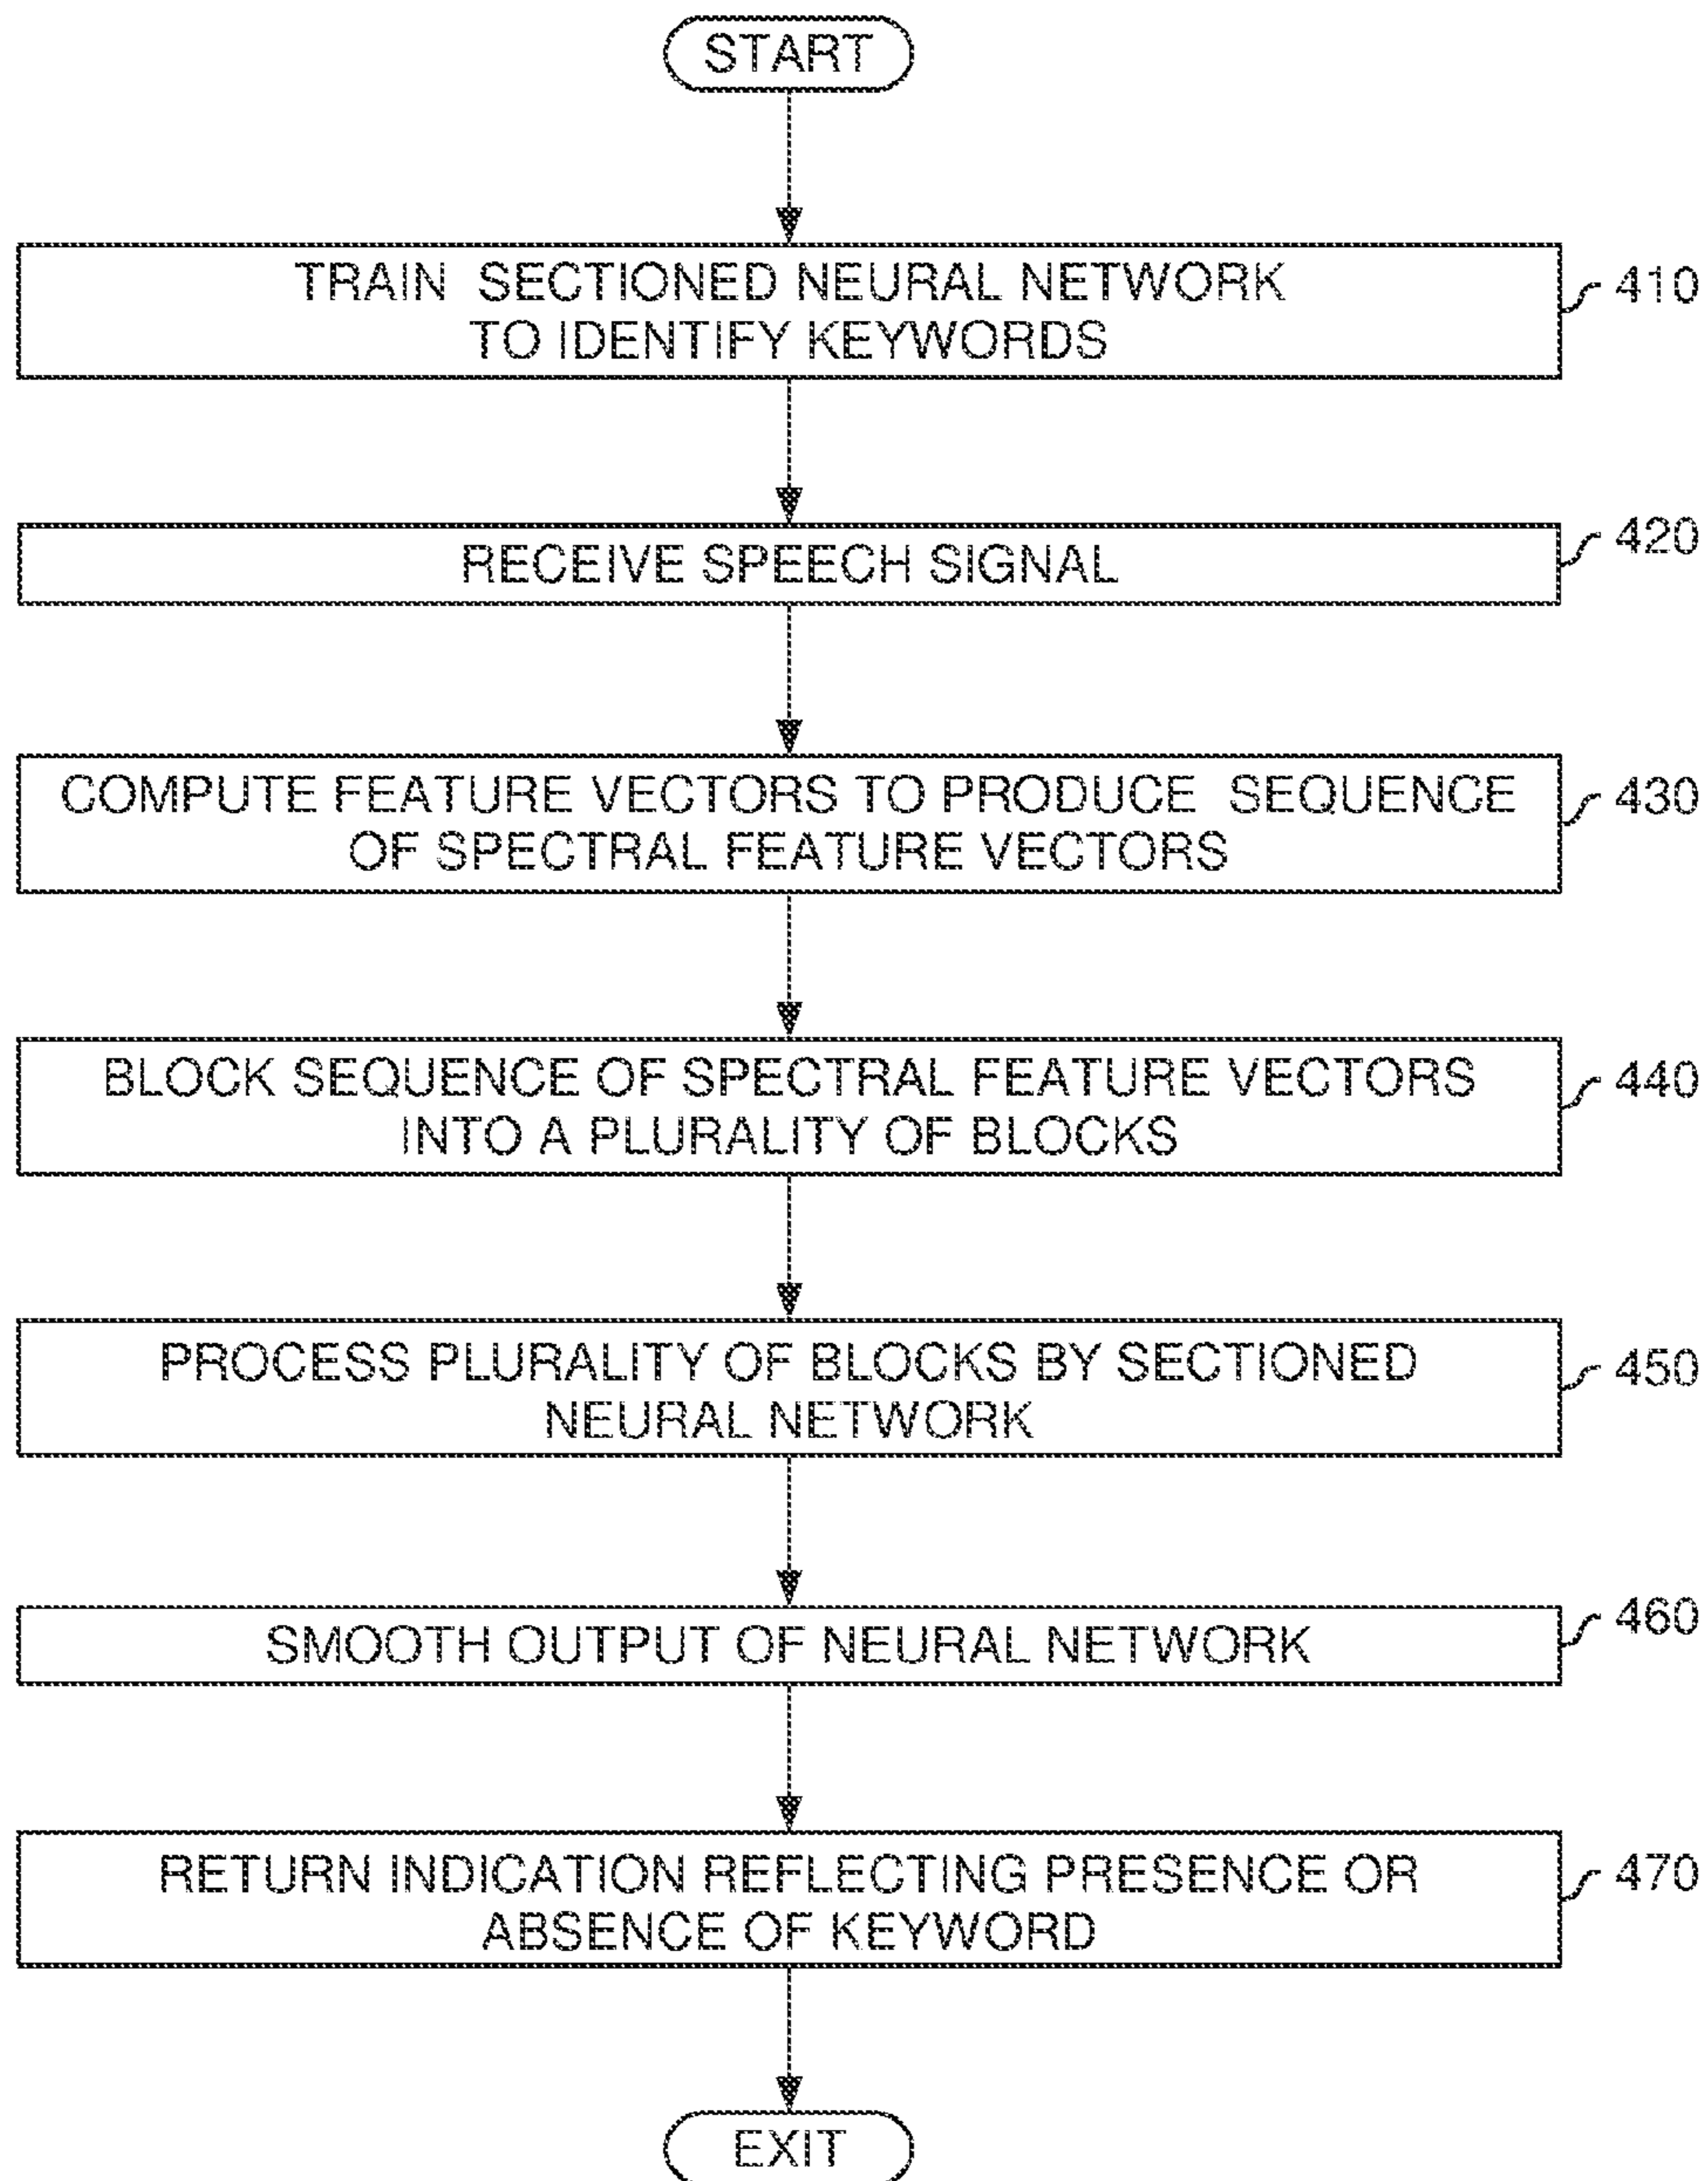 START
TRAIN SECTIONED NEURAL NETWORK
TO IDENTIFY KEYWORDS
410
RECEIVE SPEECH SIGNAL
420
COMPUTE FEATURE VECTORS TO PRODUCE SEQUENCE
OF SPECTRAL FEATURE VECTORS
430
BLOCK SEQUENCE OF SPECTRAL FEATURE VECTORS
INTO A PLURALITY OF BLOCKS
440
PROCESS PLURALITY OF BLOCKS BY SECTIONED
NEURAL NETWORK
450
SMOOTH OUTPUT OF NEURAL NETWORK
460
RETURN INDICATION REFLECTING PRESENCE OR
ABSENCE OF KEYWORD
470
EXIT